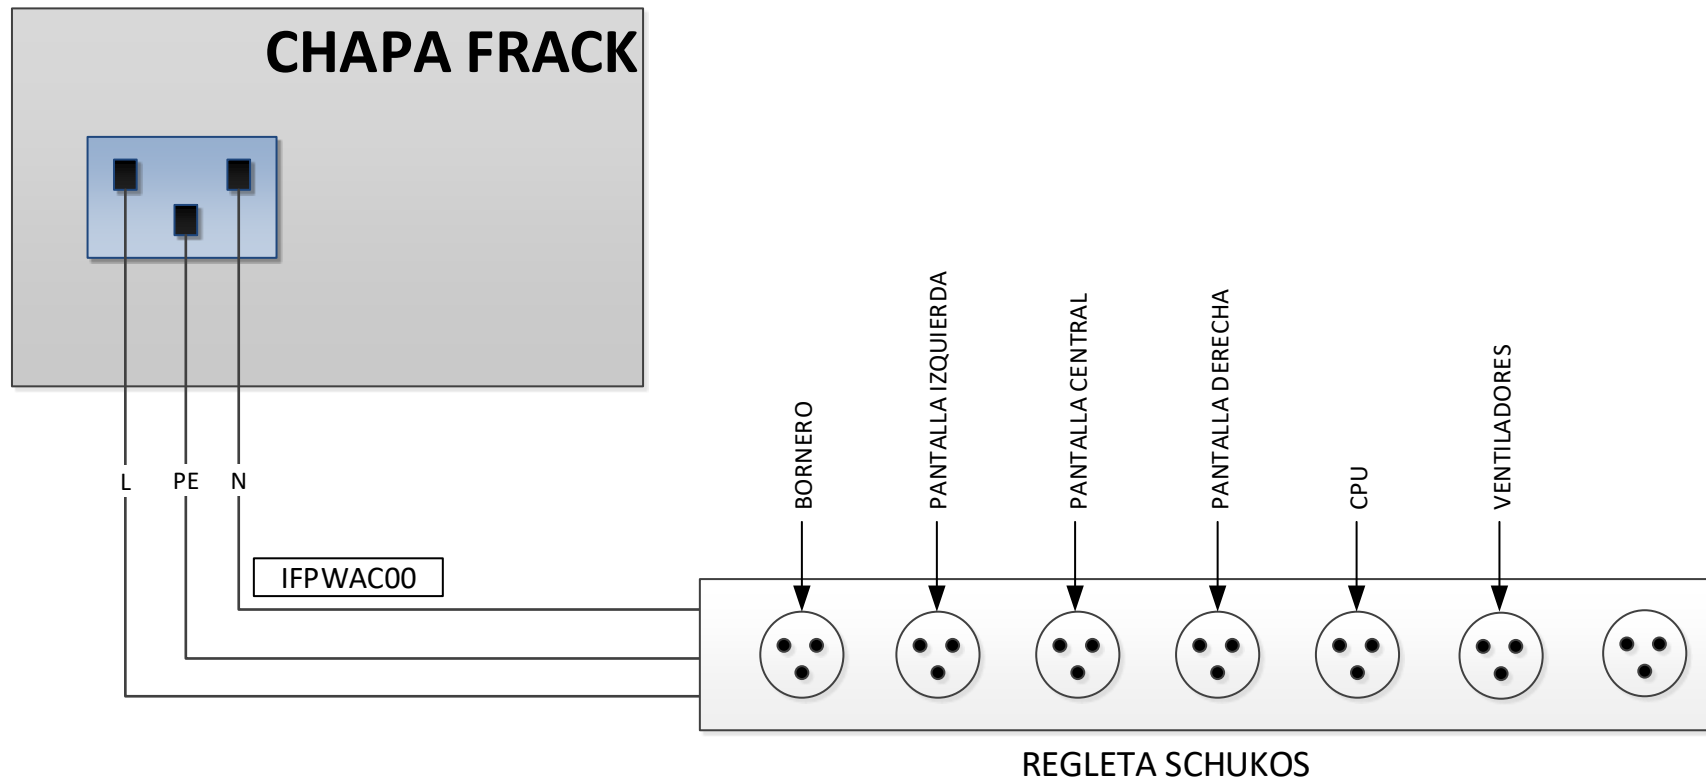 CHAPA FRACK
L
PE
N
IFPWAC00
BORNERO
PANTALLA IZQUIERDA
PANTALLA CENTRAL
PANTALLA DERECHA
CPU
VENTILADORES
REGLETA SCHUKOS